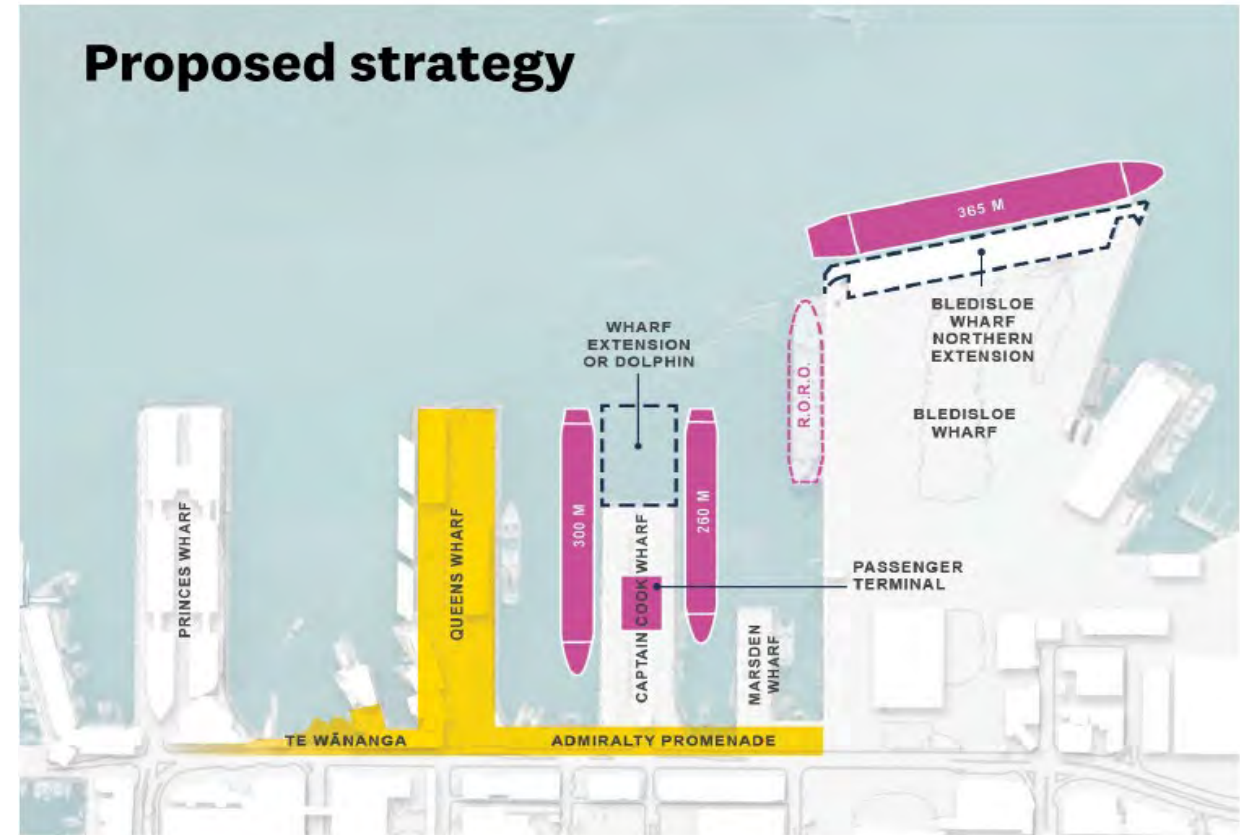 Proposed strategy
365 M
BLEDISLOE
WHARF
NORTHERN
EXTENSION
WHARF
EXTENSION
OR DOLPHIN
R.O.R.O.
BLEDISLOE
WHARF
PRINCES WHARF
QUEENS WHARF
300 M
CAPTAIN COOK WHARF
260 M
PASSENGER
TERMINAL
MARSDEN
WHARF
TE WĀNANGA
ADMIRALTY PROMENADE